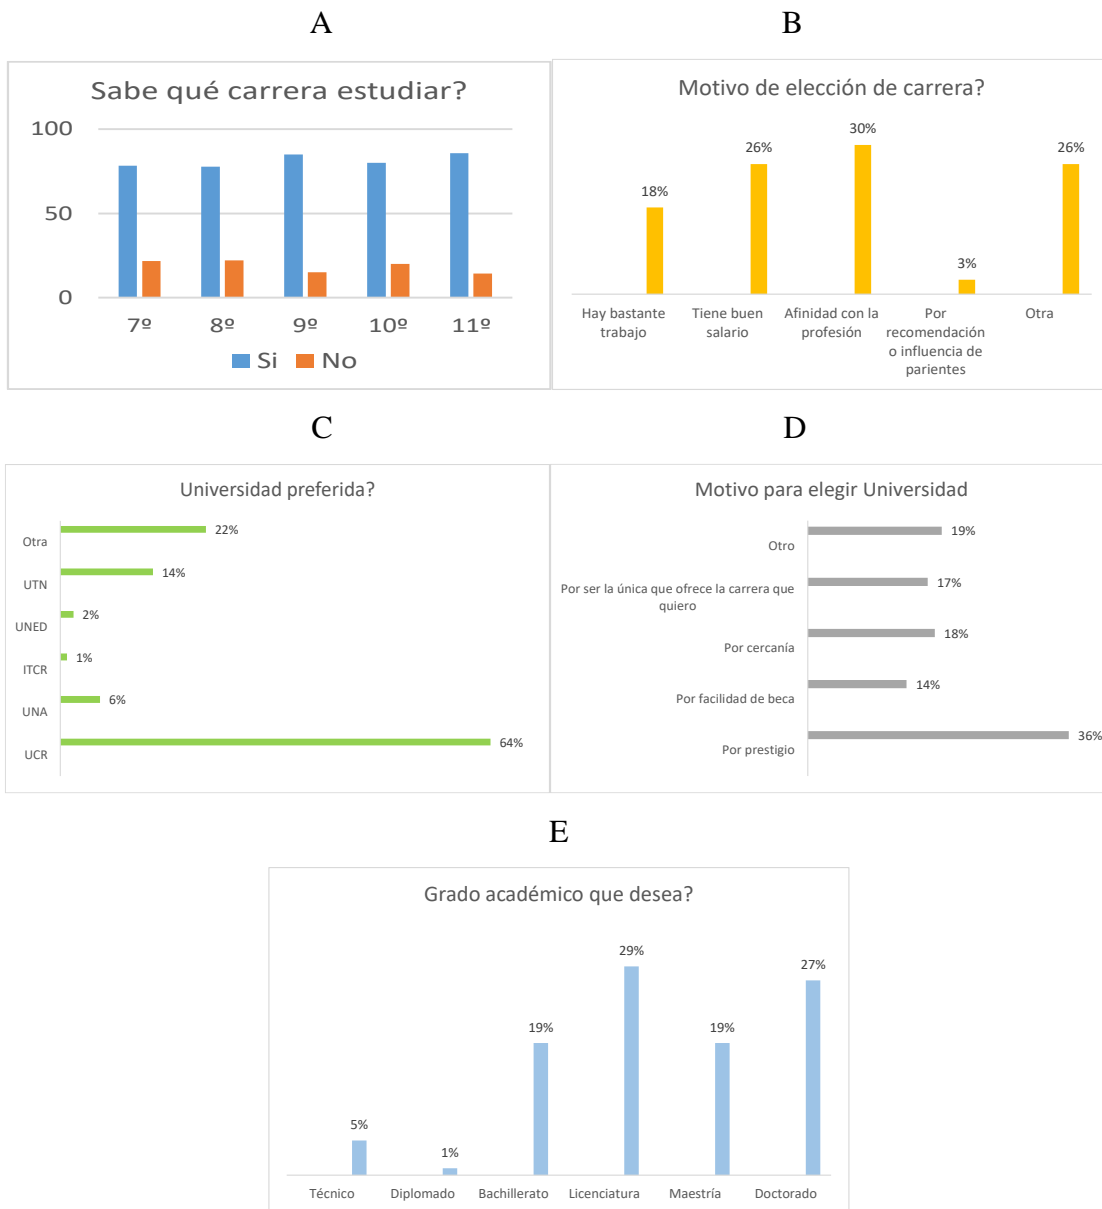 A
B
Sabe qué carrera estudiar?
100
50
0
7º 8º 9º 10º 11º
Si No
Motivo de elección de carrera?
18%
26%
30%
3%
26%
Hay bastante
trabajo
Tiene buen
salario
Afinidad con la
profesión
Por
recomendación
o influencia de
parientes
Otra
C
D
Universidad preferida?
Otra 22%
UTN 14%
UNED 2%
ITCR 1%
UNA 6%
UCR 64%
Motivo para elegir Universidad
Otro 19%
Por ser la única que ofrece la carrera que
quiero 17%
Por cercanía 18%
Por facilidad de beca 14%
Por prestigio 36%
E
Grado académico que desea?
5%
1%
19%
29%
19%
27%
Técnico Diplomado Bachillerato Licenciatura Maestría Doctorado